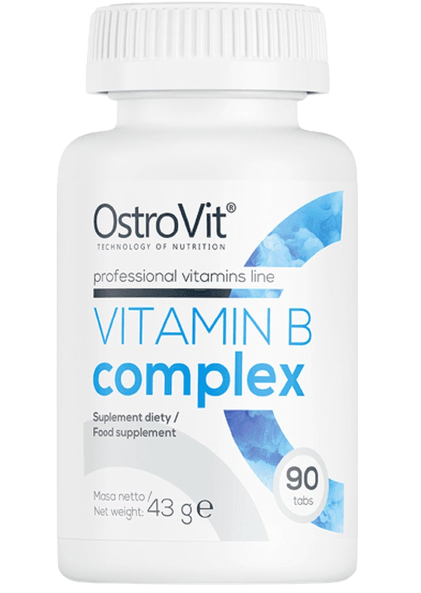 OstroVit®
TECHNOLOGY OF NUTRITION
professional vitamins line
VITAMIN B
complex
Suplement diety /
Food supplement
90
tabs
Masa netto /
Net weight: 43 g ℮